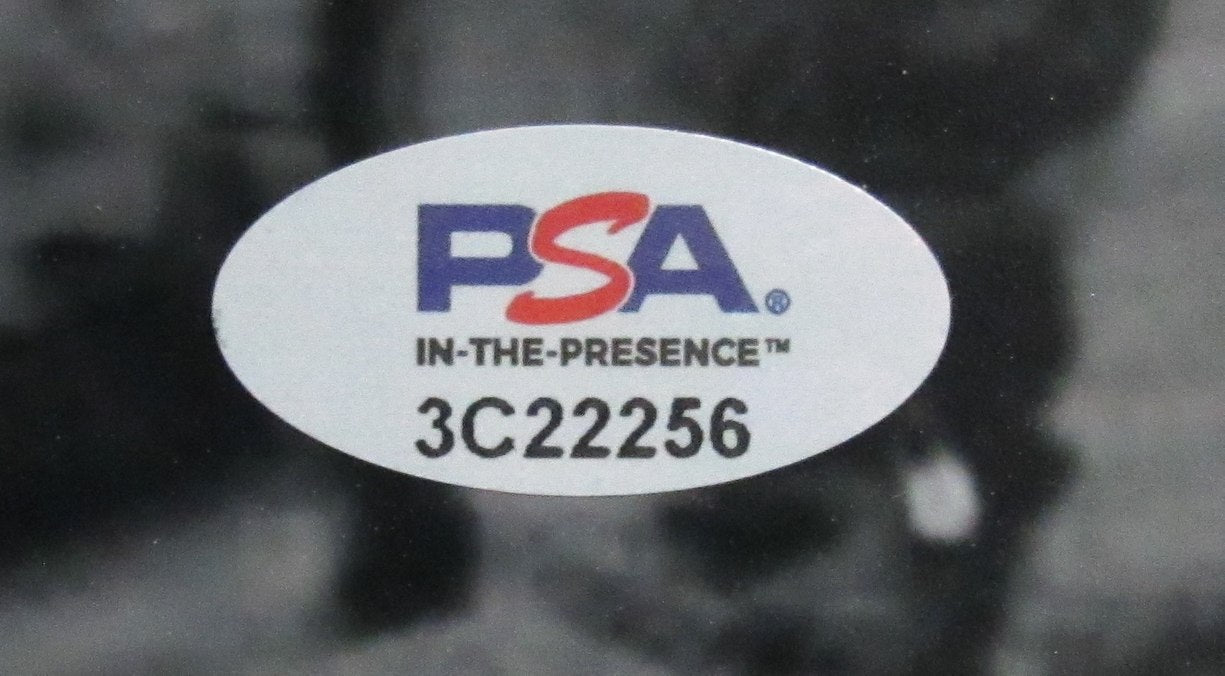 PSA®
IN-THE-PRESENCE™
3C22256